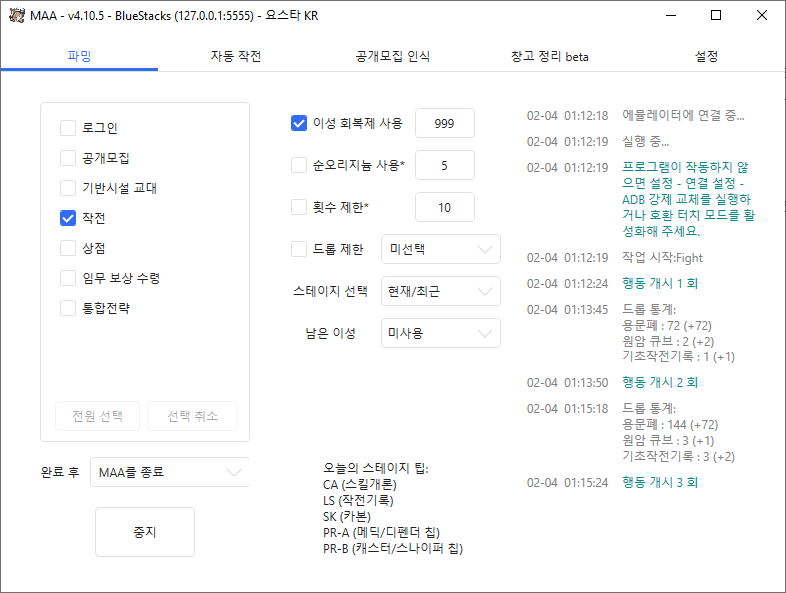 MAA - v4.10.5 - BlueStacks (127.0.0.1:5555) - 요스타 KR
파밍
자동 작전
공개모집 인식
창고 정리 beta
설정
로그인
공개모집
기반시설 교대
작전
상점
임무 보상 수령
통합전략
전원 선택
선택 취소
완료 후
MAA를 종료
중지
이성 회복제 사용
999
순오리지늄 사용*
5
횟수 제한*
10
드롭 제한
미선택
스테이지 선택
현재/최근
남은 이성
미사용
오늘의 스테이지 팁:
CA (스킬개론)
LS (작전기록)
SK (카본)
PR-A (메딕/디펜더 칩)
PR-B (캐스터/스나이퍼 칩)
02-04 01:12:18 에뮬레이터에 연결 중...
02-04 01:12:19 실행 중...
02-04 01:12:19 프로그램이 작동하지 않
으면 설정 - 연결 설정 -
ADB 강제 교체를 실행하
거나 호환 터치 모드를 활
성화해 주세요.
02-04 01:12:19 작업 시작:Fight
02-04 01:12:24 행동 개시 1 회
02-04 01:13:45 드롭 통계:
용문폐 : 72 (+72)
원암 큐브 : 2 (+2)
기초작전기록 : 1 (+1)
02-04 01:13:50 행동 개시 2 회
02-04 01:15:18 드롭 통계:
용문폐 : 144 (+72)
원암 큐브 : 3 (+1)
기초작전기록 : 3 (+2)
02-04 01:15:24 행동 개시 3 회